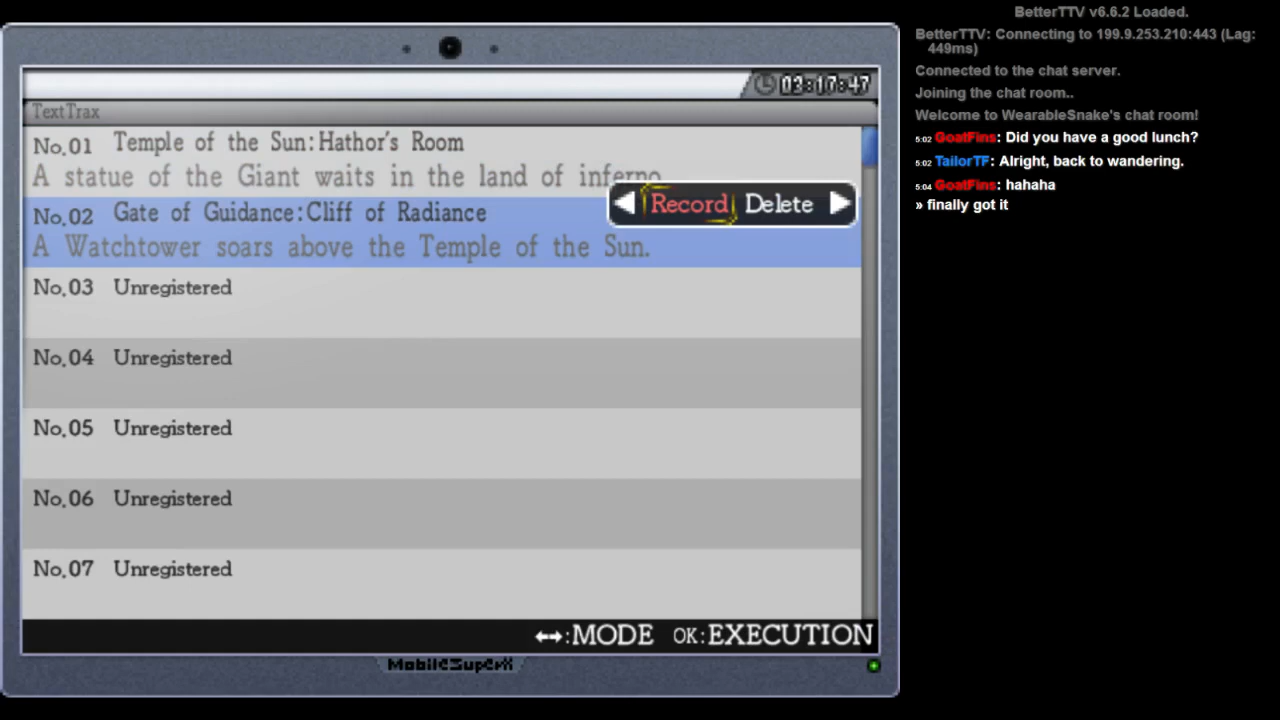 02:17:47
TextTrax
No.01 Temple of the Sun:Hathor's Room
A statue of the Giant waits in the land of inferno.
No.02 Gate of Guidance:Cliff of Radiance
Record Delete
A Watchtower soars above the Temple of the Sun.
No.03 Unregistered
No.04 Unregistered
No.05 Unregistered
No.06 Unregistered
No.07 Unregistered
↔:MODE OK:EXECUTION
MobileSuperX
BetterTTV v6.6.2 Loaded.
BetterTTV: Connecting to 199.9.253.210:443 (Lag:
449ms)
Connected to the chat server.
Joining the chat room..
Welcome to WearableSnake's chat room!
5:02 GoatFins: Did you have a good lunch?
5:02 TailorTF: Alright, back to wandering.
5:04 GoatFins: hahaha
» finally got it